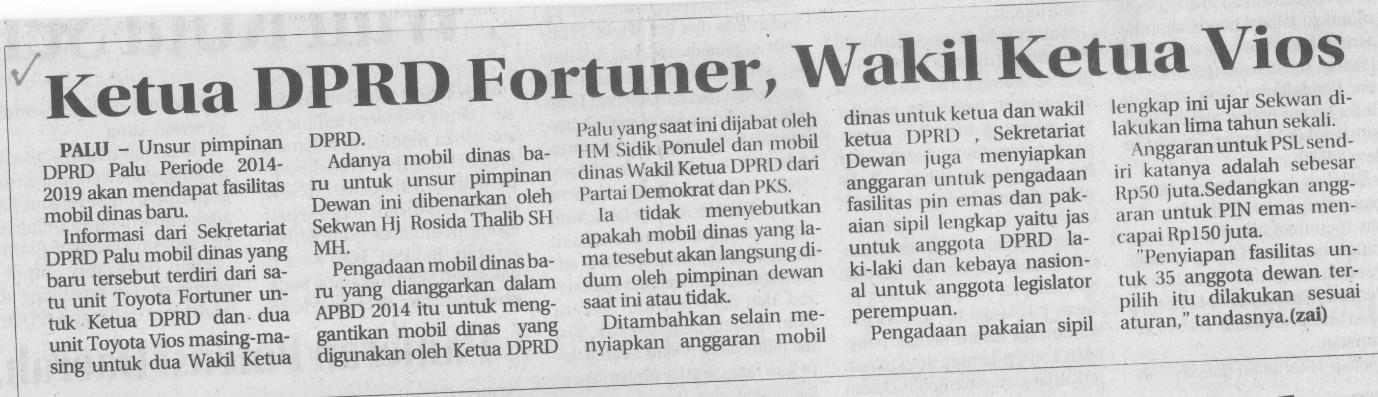 Ketua DPRD Fortuner, Wakil Ketua Vios
PALU – Unsur pimpinan
DPRD Palu Periode 2014-
2019 akan mendapat fasilitas
mobil dinas baru.
Informasi dari Sekretariat
DPRD Palu mobil dinas yang
baru tersebut terdiri dari sa-
tu unit Toyota Fortuner un-
tuk Ketua DPRD dan dua
unit Toyota Vios masing-ma-
sing untuk dua Wakil Ketua
DPRD.
Adanya mobil dinas ba-
ru untuk unsur pimpinan
Dewan ini dibenarkan oleh
Sekwan Hj Rosida Thalib SH
MH.
Pengadaan mobil dinas ba-
ru yang dianggarkan dalam
APBD 2014 itu untuk meng-
gantikan mobil dinas yang
digunakan oleh Ketua DPRD
Palu yang saat ini dijabat oleh
HM Sidik Ponulel dan mobil
dinas Wakil Ketua DPRD dari
Partai Demokrat dan PKS.
Ia tidak menyebutkan
apakah mobil dinas yang la-
ma tesebut akan langsung di-
dum oleh pimpinan dewan
saat ini atau tidak.
Ditambahkan selain me-
nyiapkan anggaran mobil
dinas untuk ketua dan wakil
ketua DPRD , Sekretariat
Dewan juga menyiapkan
anggaran untuk pengadaan
fasilitas pin emas dan pak-
aian sipil lengkap yaitu jas
untuk anggota DPRD la-
ki-laki dan kebaya nasion-
al untuk anggota legislator
perempuan.
Pengadaan pakaian sipil
lengkap ini ujar Sekwan di-
lakukan lima tahun sekali.
Anggaran untuk PSL send-
iri katanya adalah sebesar
Rp50 juta.Sedangkan angg-
aran untuk PIN emas men-
capai Rp150 juta.
"Penyiapan fasilitas un-
tuk 35 anggota dewan ter-
pilih itu dilakukan sesuai
aturan," tandasnya.(zai)